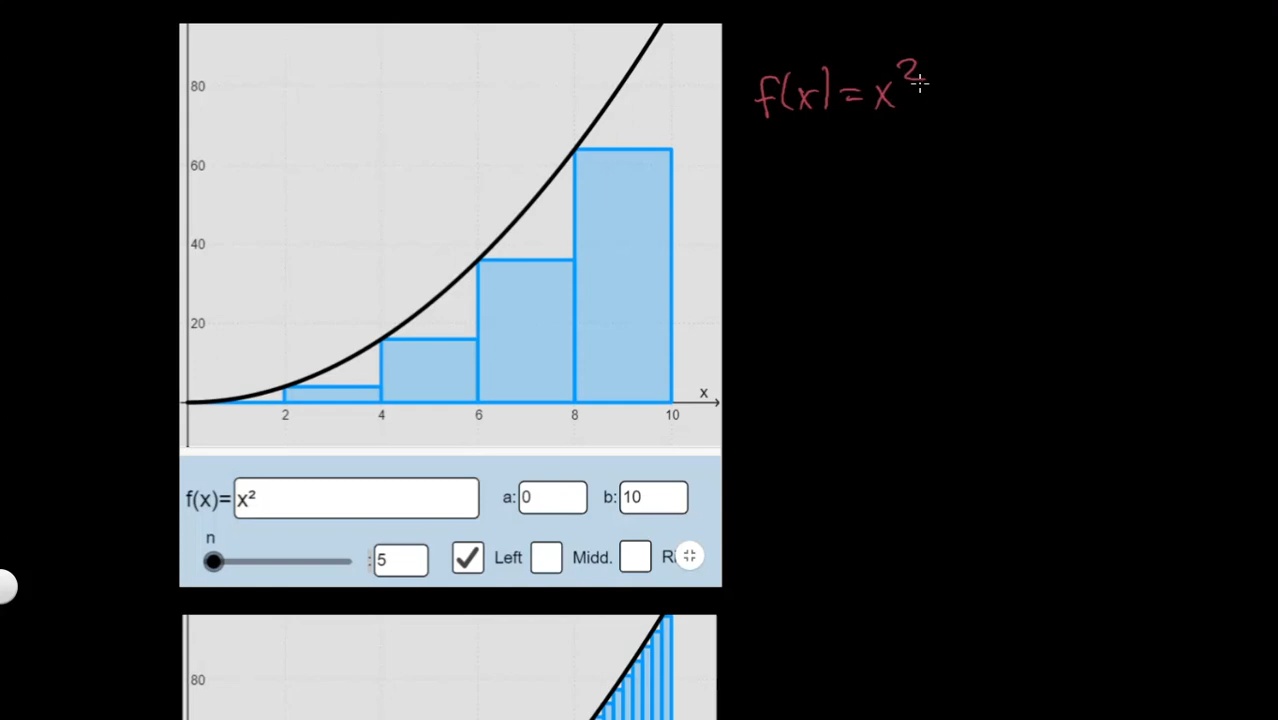 f(x)=x²
80
60
40
20
x
2 4 6 8 10
f(x)= x² a: 0 b: 10
n
: 5 Left Midd.
80